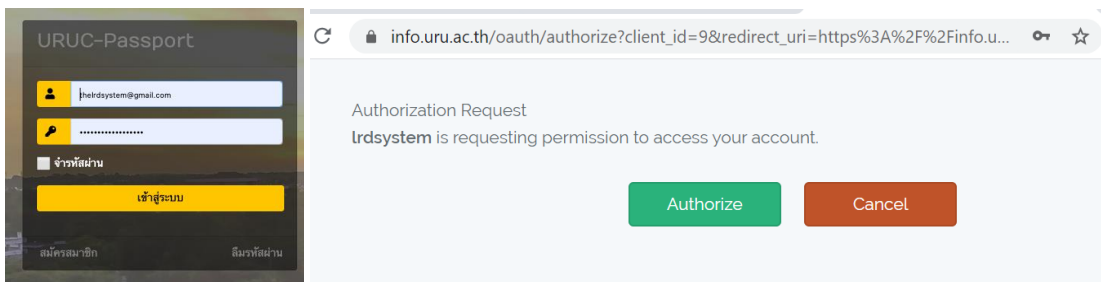 URUC-Passport
thelrdsystem@gmail.com
••••••••••••••••••
จำรหัสผ่าน
เข้าสู่ระบบ
สมัครสมาชิก
ลืมรหัสผ่าน
info.uru.ac.th/oauth/authorize?client_id=9&redirect_uri=https%3A%2F%2Finfo.u...
Authorization Request
lrdsystem is requesting permission to access your account.
Authorize
Cancel